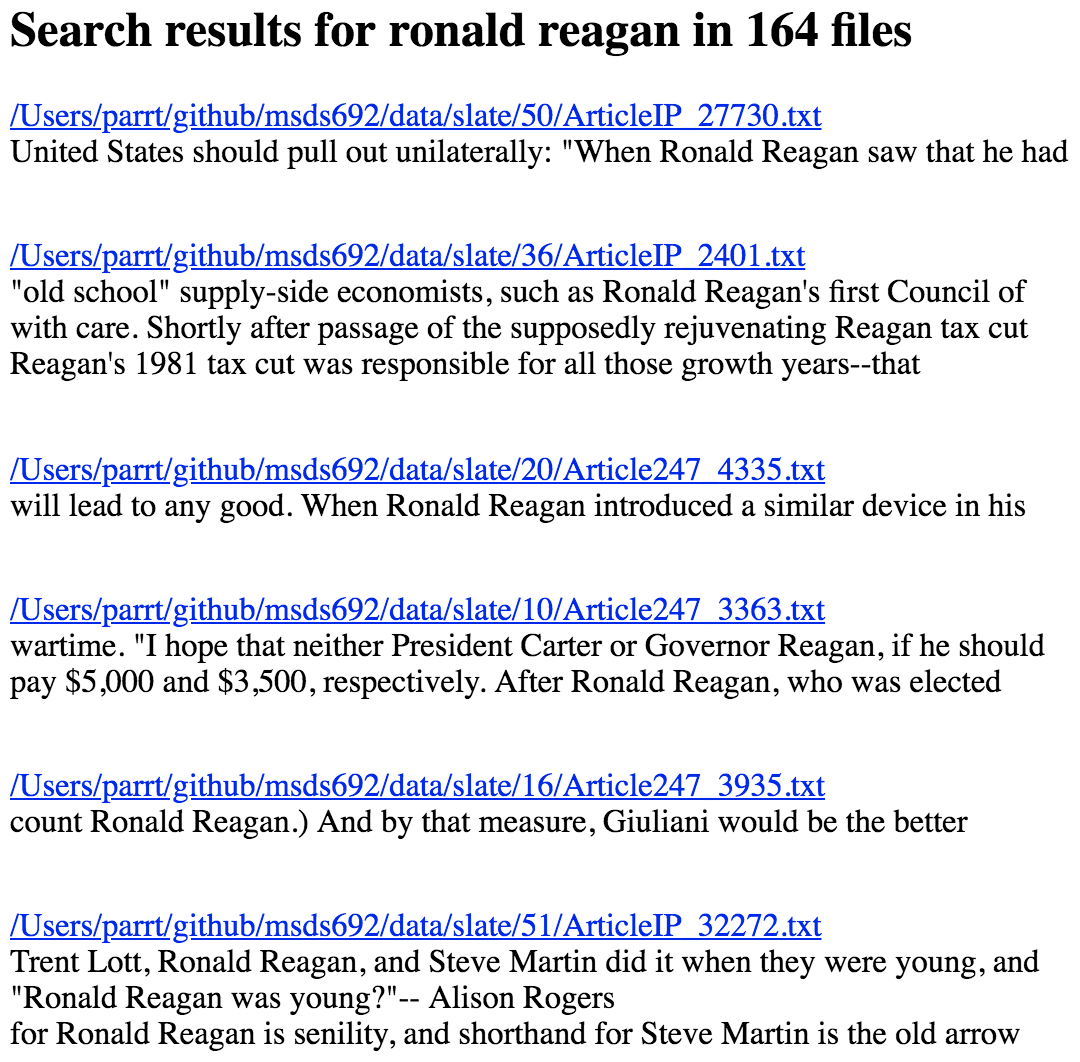 Search results for ronald reagan in 164 files
/Users/parrt/github/msds692/data/slate/50/ArticleIP_27730.txt
United States should pull out unilaterally: "When Ronald Reagan saw that he had
/Users/parrt/github/msds692/data/slate/36/ArticleIP_2401.txt
"old school" supply-side economists, such as Ronald Reagan's first Council of
with care. Shortly after passage of the supposedly rejuvenating Reagan tax cut
Reagan's 1981 tax cut was responsible for all those growth years--that
/Users/parrt/github/msds692/data/slate/20/Article247_4335.txt
will lead to any good. When Ronald Reagan introduced a similar device in his
/Users/parrt/github/msds692/data/slate/10/Article247_3363.txt
wartime. "I hope that neither President Carter or Governor Reagan, if he should
pay $5,000 and $3,500, respectively. After Ronald Reagan, who was elected
/Users/parrt/github/msds692/data/slate/16/Article247_3935.txt
count Ronald Reagan.) And by that measure, Giuliani would be the better
/Users/parrt/github/msds692/data/slate/51/ArticleIP_32272.txt
Trent Lott, Ronald Reagan, and Steve Martin did it when they were young, and
"Ronald Reagan was young?"-- Alison Rogers
for Ronald Reagan is senility, and shorthand for Steve Martin is the old arrow